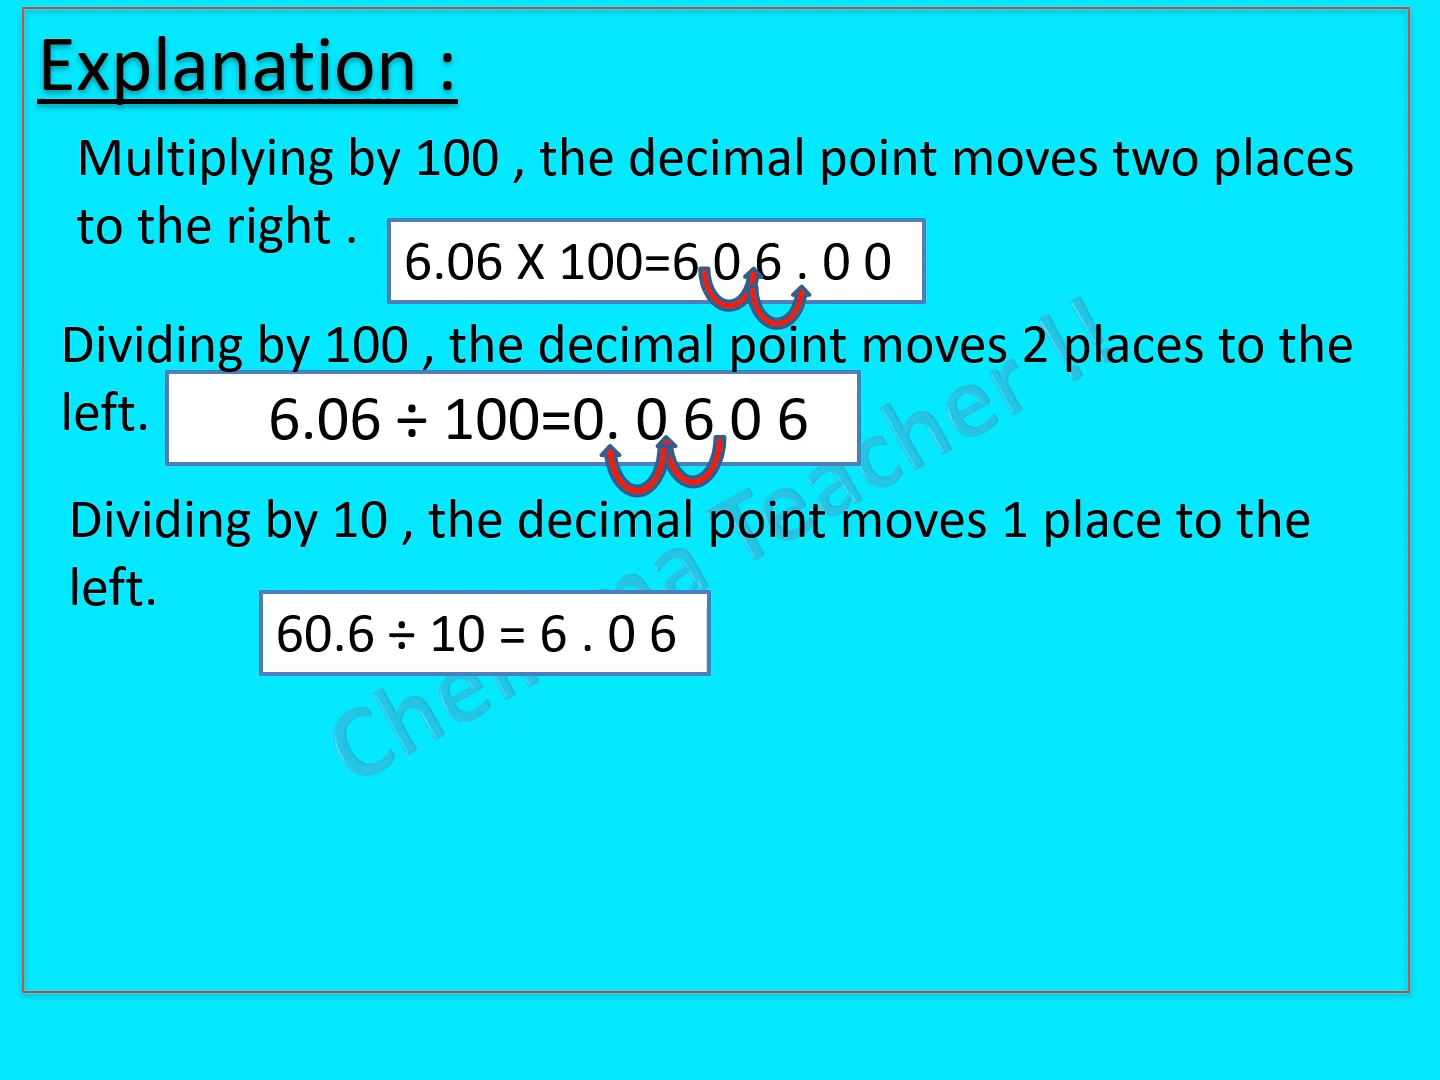 Explanation :
Multiplying by 100 , the decimal point moves two places
to the right .
6.06 X 100=6 0 6 . 0 0
Dividing by 100 , the decimal point moves 2 places to the
left.
6.06 ÷ 100=0. 0 6 0 6
Dividing by 10 , the decimal point moves 1 place to the
left.
60.6 ÷ 10 = 6 . 0 6
Teacher !!